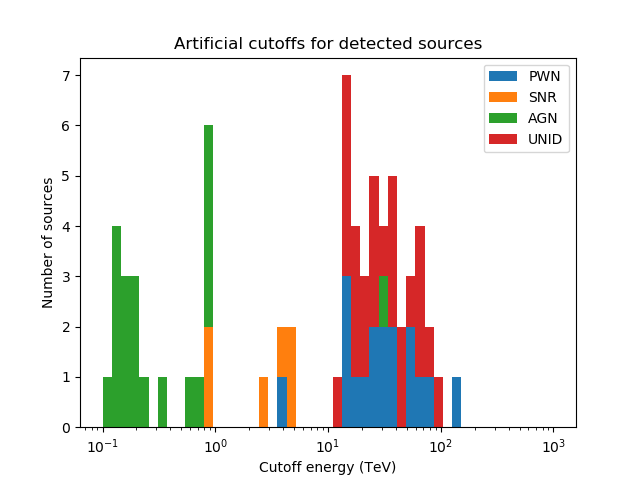 Artificial cutoffs for detected sources
Number of sources
7
6
5
4
3
2
1
0
PWN
SNR
AGN
UNID
10⁻¹
10⁰
10¹
10²
10³
Cutoff energy (TeV)